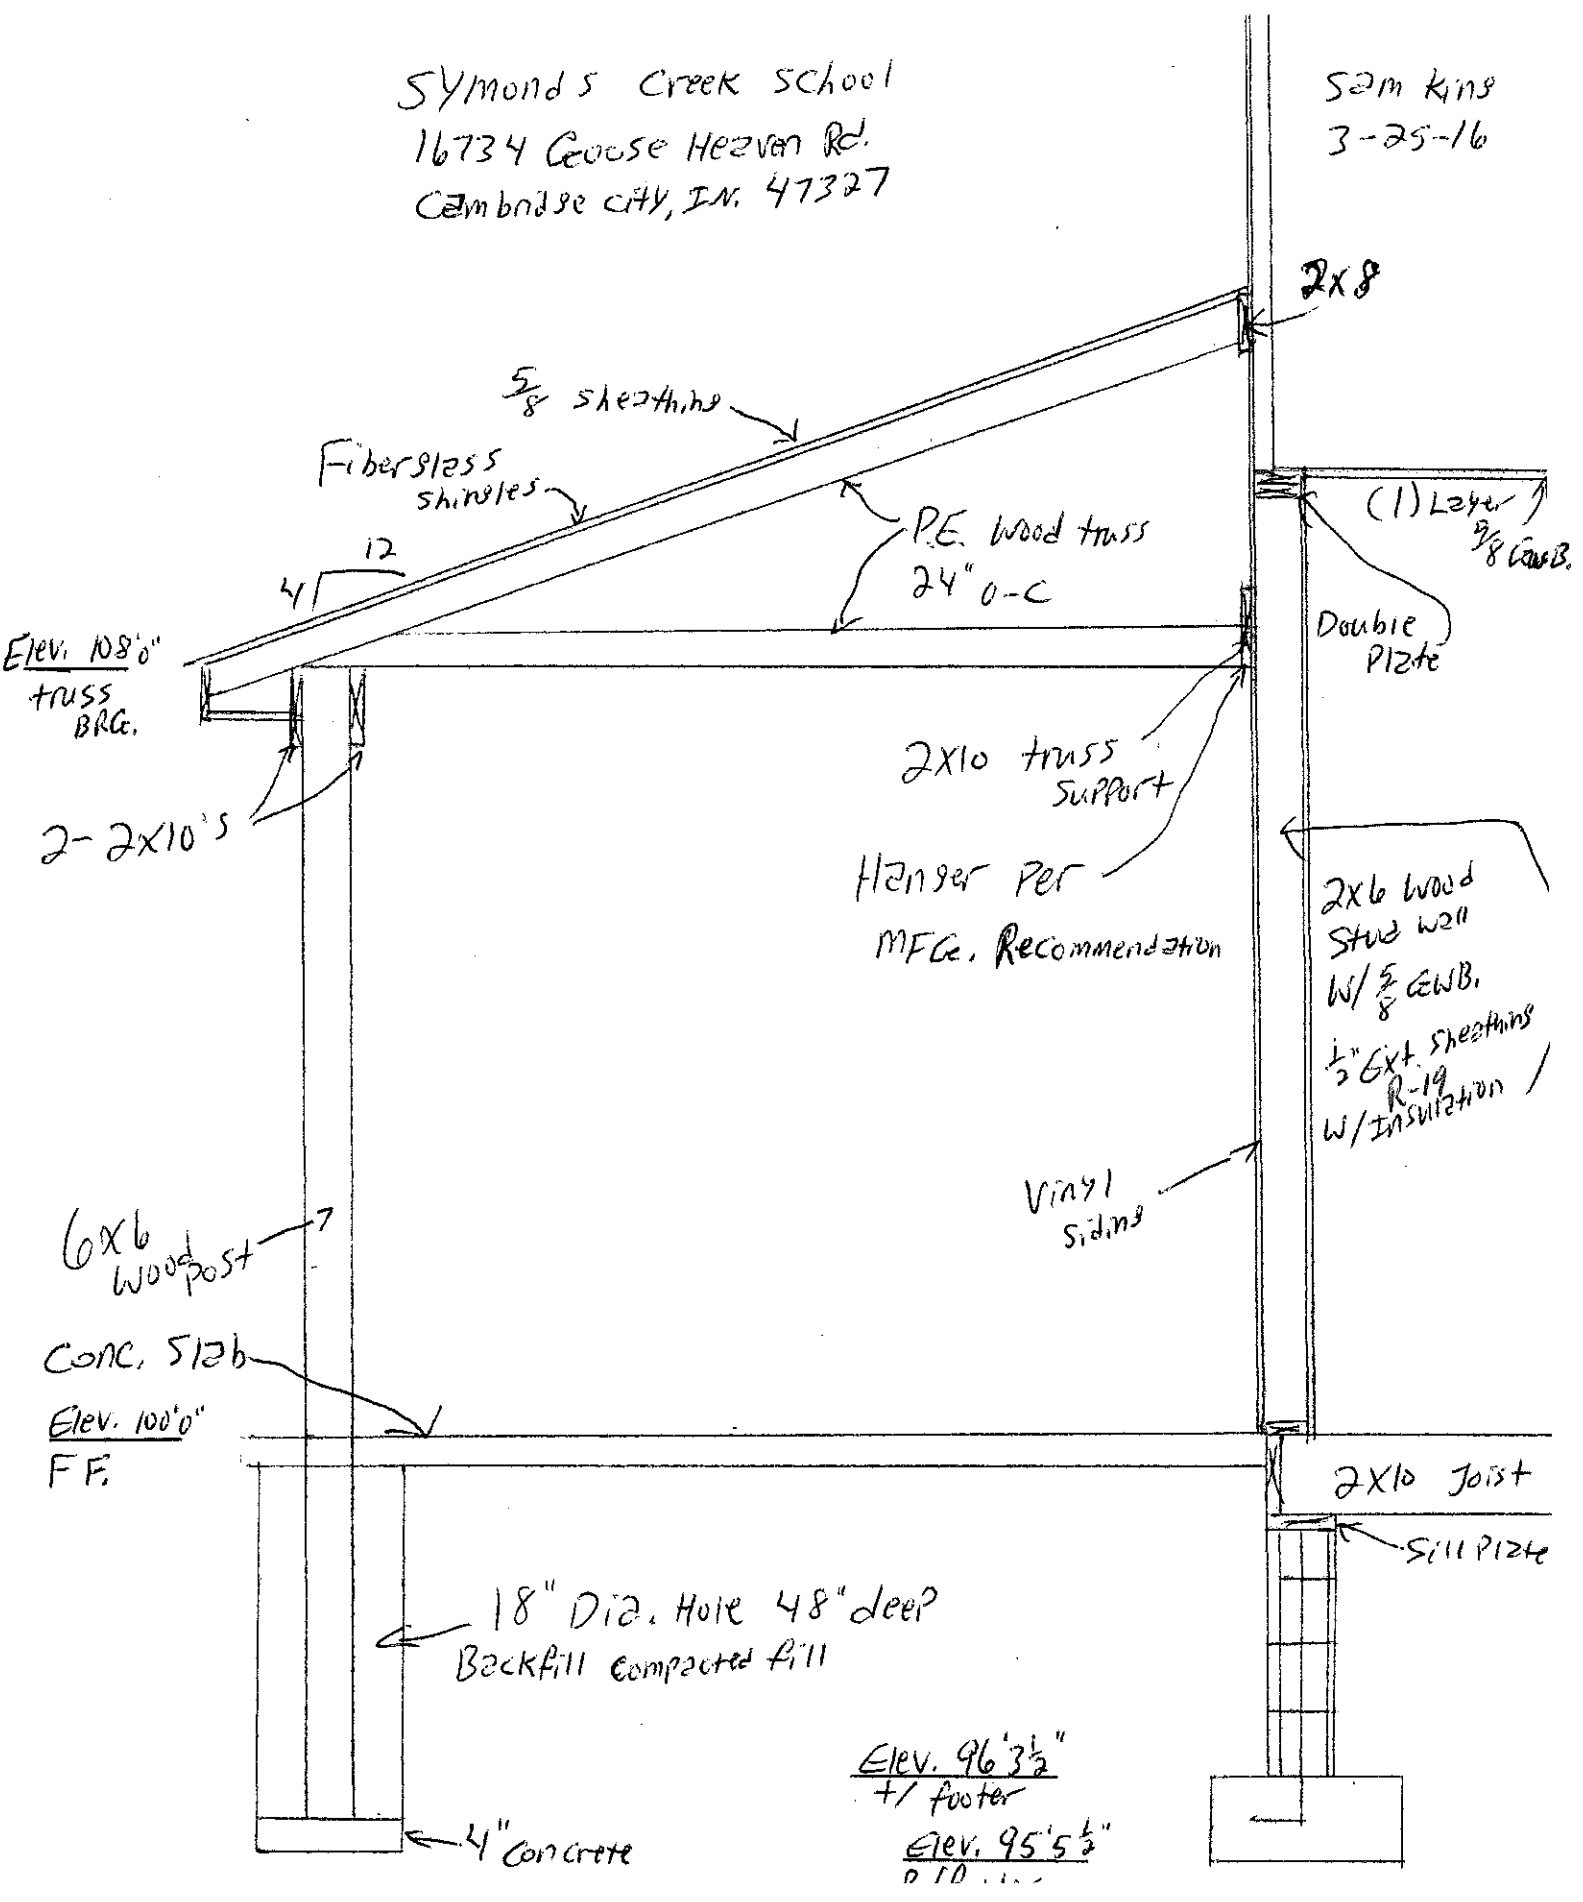 Symonds Creek School
16734 Goose Heaven Rd.
Cambridge City, IN. 47327
Sam King
3-25-16
2x8
5/8 sheathing
Fiberglass
shingles
12
4
P.E. Wood truss
24" O-C
(1) Layer
5/8 GWB.
Double
Plate
Elev. 108'0"
truss
BRG.
2x10 truss
Support
2-2x10's
Hanger Per
MFG. Recommendation
2x6 Wood
Stud Wall
W/ 5/8 GWB.
1/2" Ext. Sheathing
R-19
W/Insulation
Vinyl
Siding
6x6
Wood Post
Conc. Slab
Elev. 100'0"
F F.
2x10 Joist
Sill Plate
18" Dia. Hole 48" deep
Backfill compacted fill
Elev. 96'3 1/2"
+/ footer
4" concrete
Elev. 95'5 1/2"